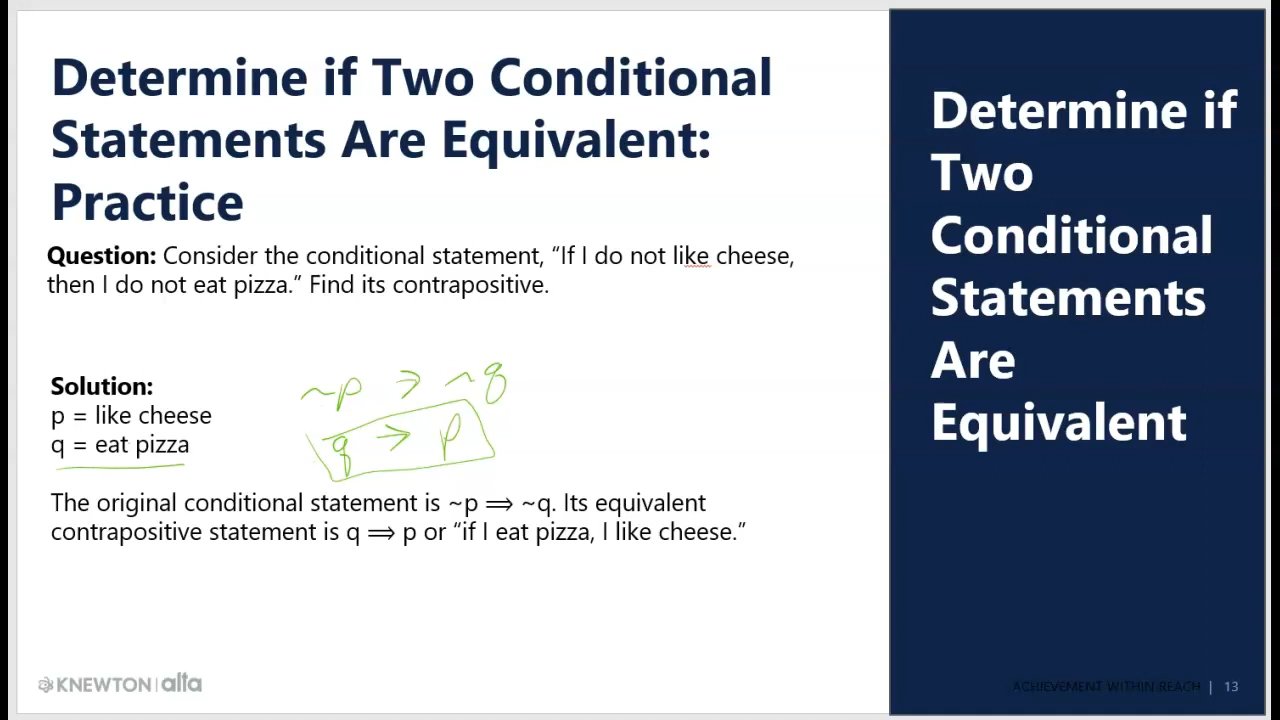 Determine if Two Conditional
Statements Are Equivalent:
Practice
Question: Consider the conditional statement, “If I do not like cheese,
then I do not eat pizza.” Find its contrapositive.
Solution:
p = like cheese
q = eat pizza
~p → ~q
q → p
The original conditional statement is ~p ⟹ ~q. Its equivalent
contrapositive statement is q ⟹ p or “if I eat pizza, I like cheese.”
KNEWTON | alta
Determine if
Two
Conditional
Statements
Are
Equivalent
ACHIEVEMENT WITHIN REACH | 13